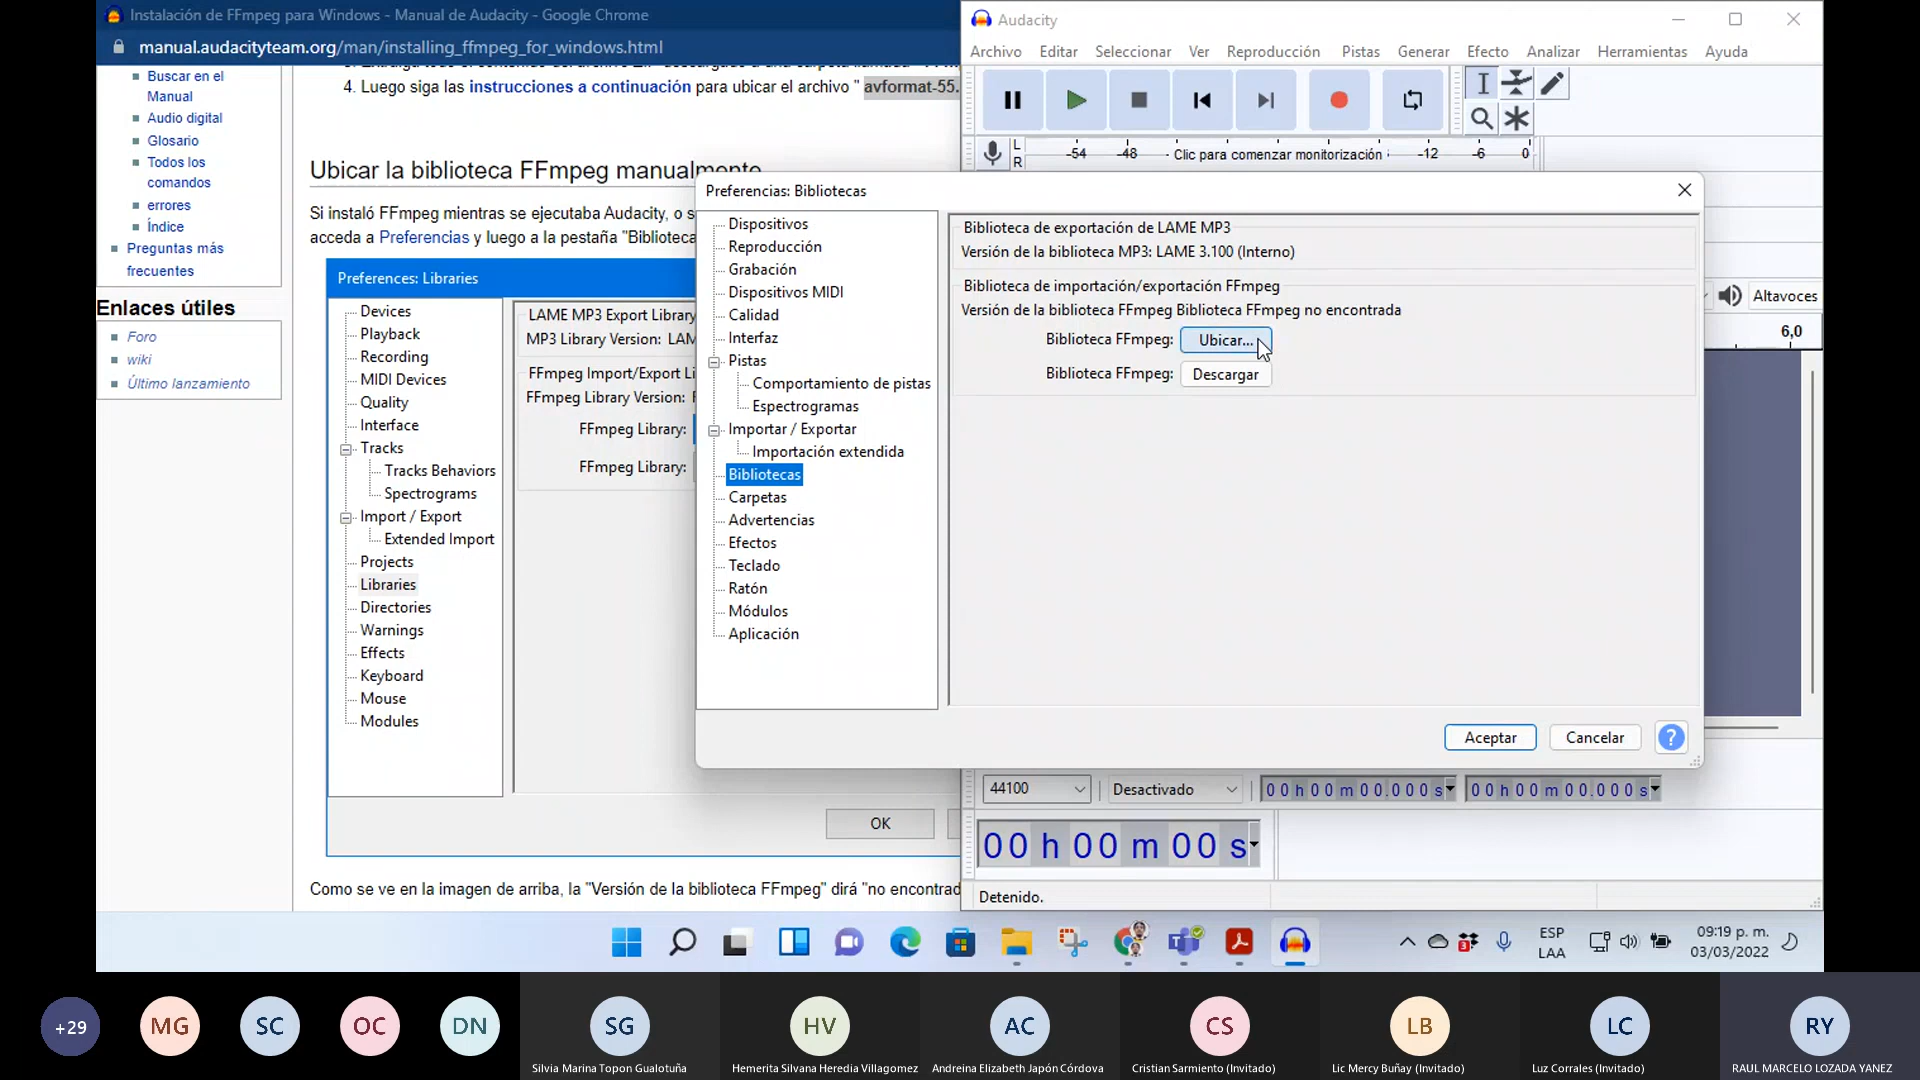 Instalación de FFmpeg para Windows - Manual de Audacity - Google Chrome
manual.audacityteam.org/man/installing_ffmpeg_for_windows.html
Buscar en el
Manual
Audio digital
Glosario
Todos los
comandos
errores
Índice
Preguntas más
frecuentes
Enlaces útiles
Foro
wiki
Último lanzamiento
4. Luego siga las instrucciones a continuación para ubicar el archivo " avformat-55.
Ubicar la biblioteca FFmpeg manualmente
Si instaló FFmpeg mientras se ejecutaba Audacity, o s
acceda a Preferencias y luego a la pestaña "Biblioteca
Preferences: Libraries
Devices
Playback
Recording
MIDI Devices
Quality
Interface
Tracks
Tracks Behaviors
Spectrograms
Import / Export
Extended Import
Projects
Libraries
Directories
Warnings
Effects
Keyboard
Mouse
Modules
LAME MP3 Export Library
MP3 Library Version: LAM
FFmpeg Import/Export Li
FFmpeg Library Version: F
FFmpeg Library:
FFmpeg Library:
OK
Como se ve en la imagen de arriba, la "Versión de la biblioteca FFmpeg" dirá "no encontrad
Audacity
Archivo Editar Seleccionar Ver Reproducción Pistas Generar Efecto Analizar Herramientas Ayuda
L
R
-54 -48 - Clic para comenzar monitorización -12 -6 0
Altavoces
6,0
Preferencias: Bibliotecas
Dispositivos
Reproducción
Grabación
Dispositivos MIDI
Calidad
Interfaz
Pistas
Comportamiento de pistas
Espectrogramas
Importar / Exportar
Importación extendida
Bibliotecas
Carpetas
Advertencias
Efectos
Teclado
Ratón
Módulos
Aplicación
Biblioteca de exportación de LAME MP3
Versión de la biblioteca MP3: LAME 3.100 (Interno)
Biblioteca de importación/exportación FFmpeg
Versión de la biblioteca FFmpeg Biblioteca FFmpeg no encontrada
Biblioteca FFmpeg: Ubicar...
Biblioteca FFmpeg: Descargar
Aceptar Cancelar ?
44100 Desactivado 00 h 00 m 00.000 s 00 h 00 m 00.000 s
00 h 00 m 00 s
Detenido.
ESP
LAA
09:19 p. m.
03/03/2022
+29 MG SC OC DN SG HV AC CS LB LC RY
Silvia Marina Topon Gualotuña
Hemerita Silvana Heredia Villagomez
Andreina Elizabeth Japón Córdova
Cristian Sarmiento (Invitado)
Lic Mercy Buñay (Invitado)
Luz Corrales (Invitado)
RAUL MARCELO LOZADA YANEZ